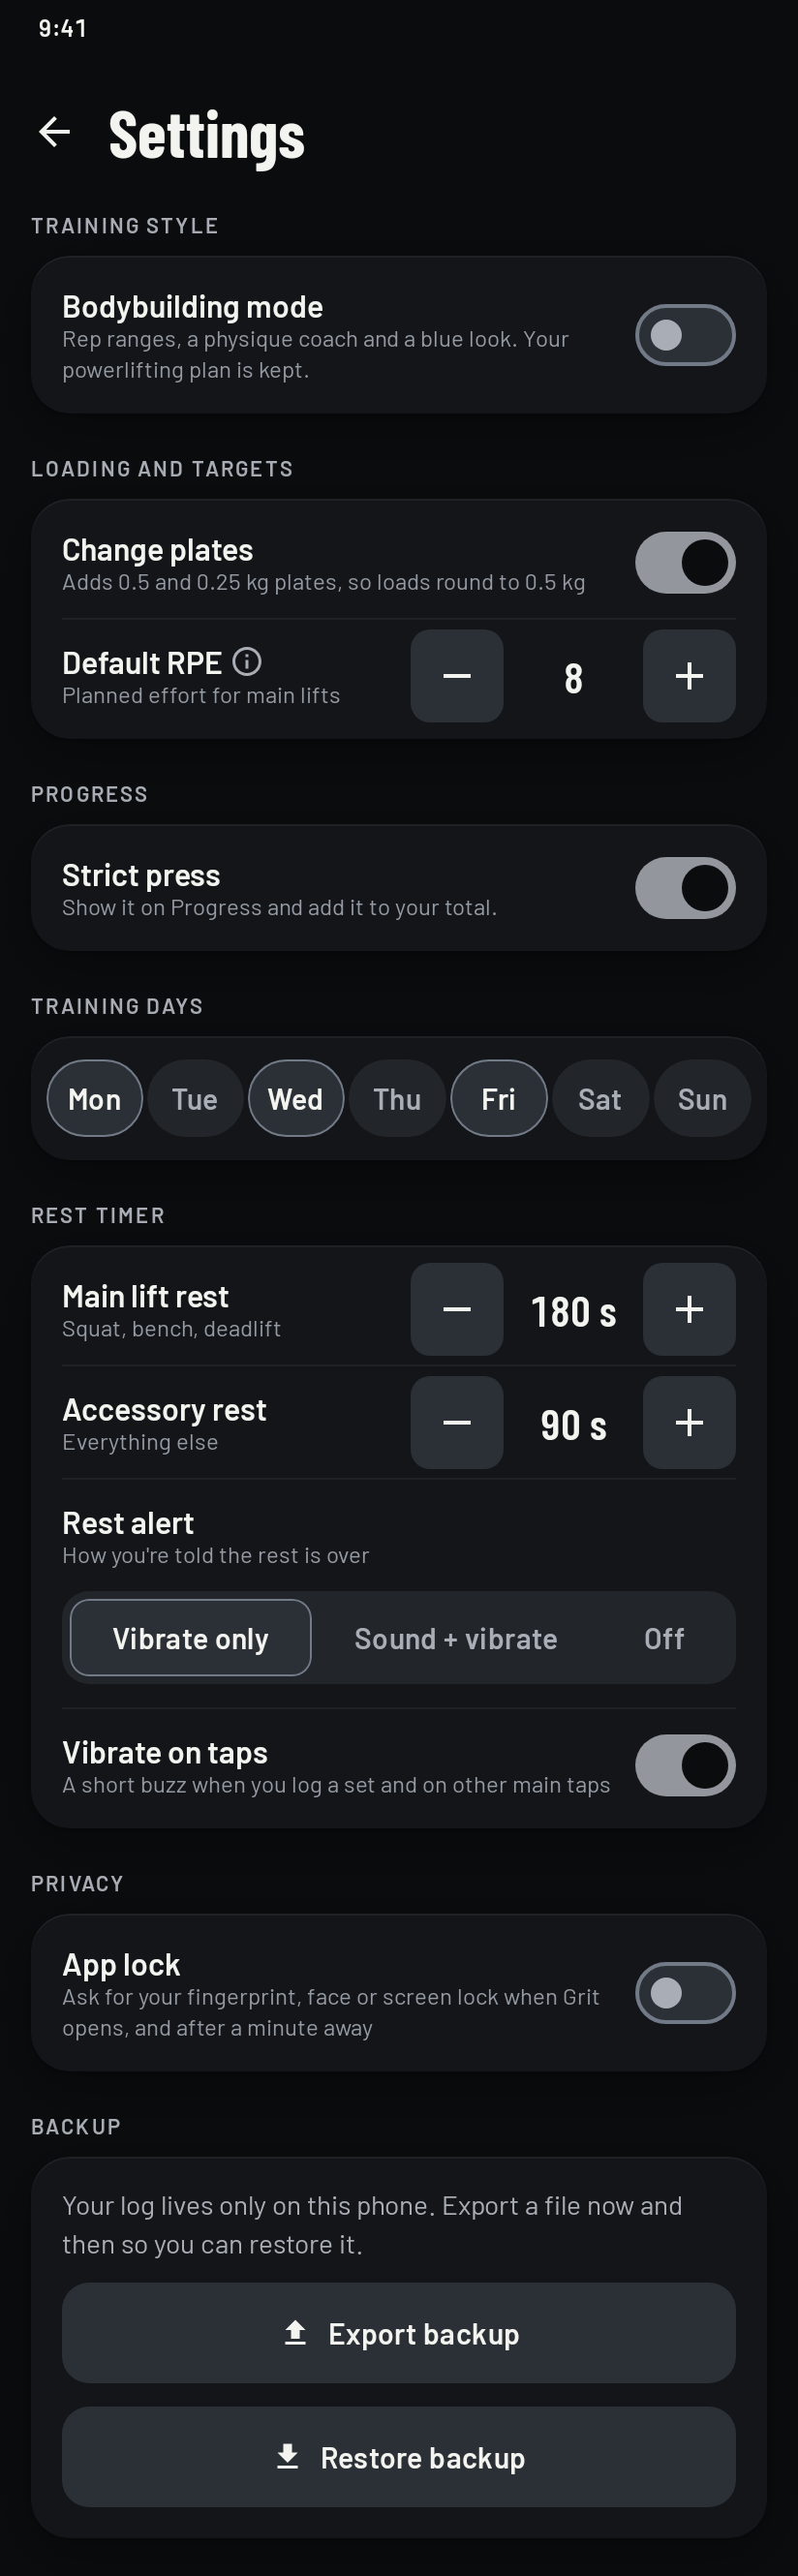 9:41
Settings
TRAINING STYLE
Bodybuilding mode
Rep ranges, a physique coach and a blue look. Your
powerlifting plan is kept.
LOADING AND TARGETS
Change plates
Adds 0.5 and 0.25 kg plates, so loads round to 0.5 kg
Default RPE
Planned effort for main lifts
8
PROGRESS
Strict press
Show it on Progress and add it to your total.
TRAINING DAYS
Mon Tue Wed Thu Fri Sat Sun
REST TIMER
Main lift rest
Squat, bench, deadlift
180 s
Accessory rest
Everything else
90 s
Rest alert
How you're told the rest is over
Vibrate only Sound + vibrate Off
Vibrate on taps
A short buzz when you log a set and on other main taps
PRIVACY
App lock
Ask for your fingerprint, face or screen lock when Grit
opens, and after a minute away
BACKUP
Your log lives only on this phone. Export a file now and
then so you can restore it.
Export backup
Restore backup